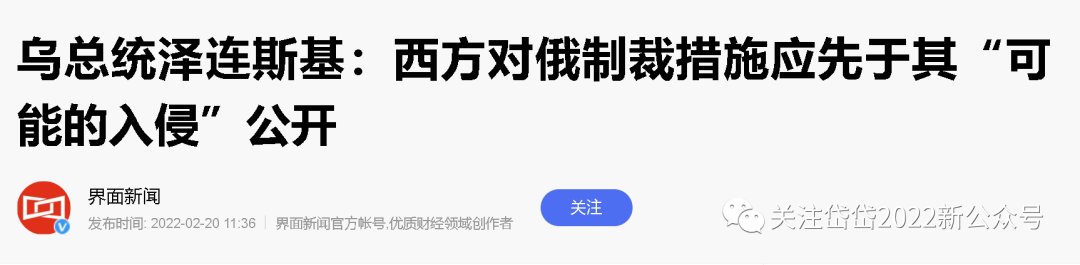 乌总统泽连斯基：西方对俄制裁措施应先于其“可
能的入侵”公开
界面新闻
发布时间: 2022-02-20 11:36 界面新闻官方帐号,优质财经领域创作者
关注
关注岱岱2022新公众号